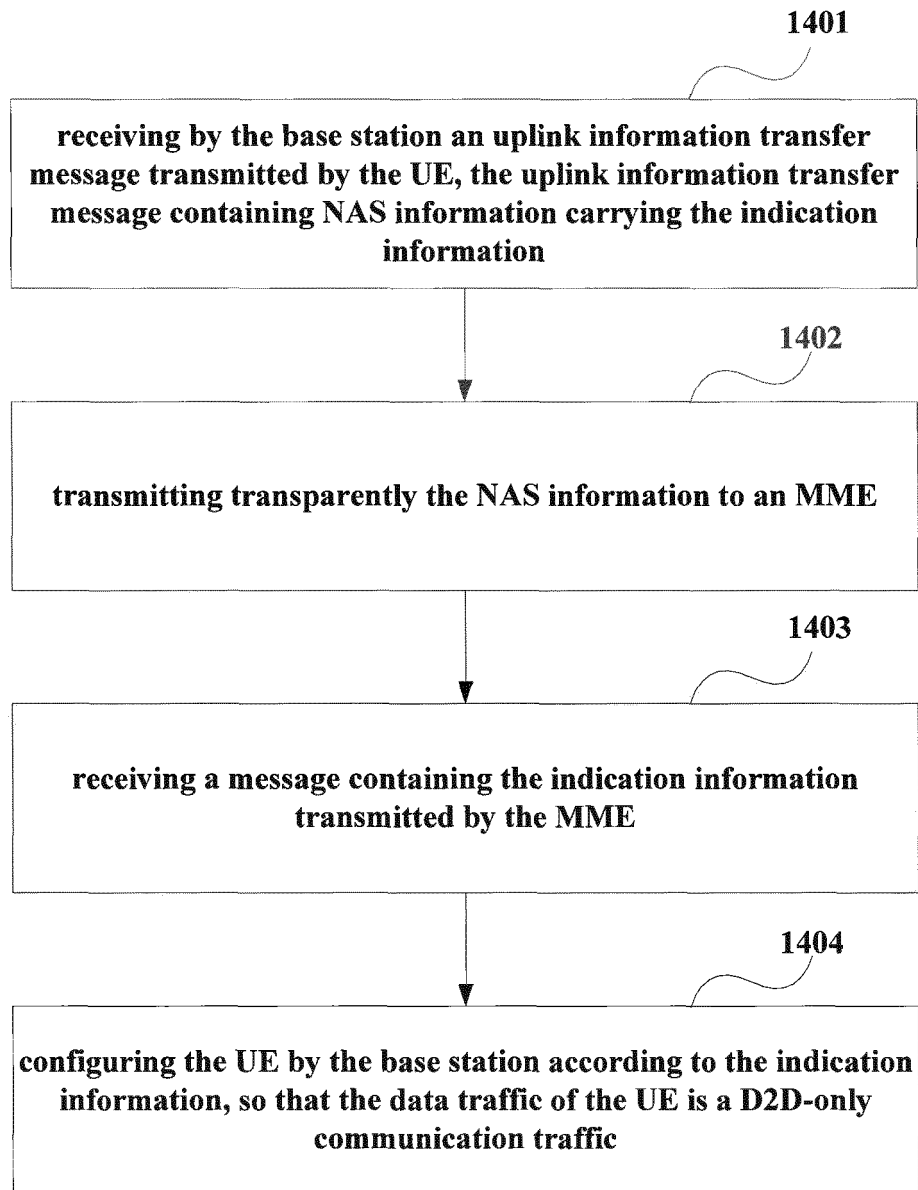 1401
receiving by the base station an uplink information transfer
message transmitted by the UE, the uplink information transfer
message containing NAS information carrying the indication
information
1402
transmitting transparently the NAS information to an MME
1403
receiving a message containing the indication information
transmitted by the MME
1404
configuring the UE by the base station according to the indication
information, so that the data traffic of the UE is a D2D-only
communication traffic